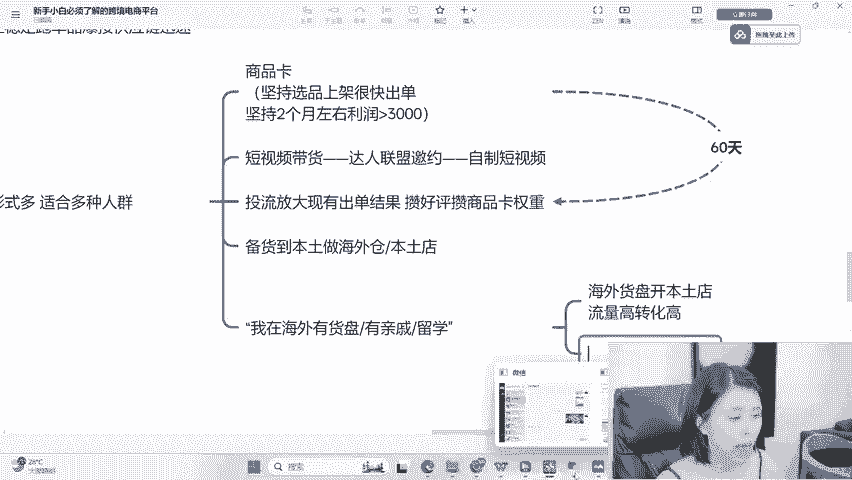 新手小白必须了解的跨境电商平台
商品卡
（坚持选品上架很快出单
坚持2个月左右利润>3000）
60天
短视频带货——达人联盟邀约——自制短视频
形式多 适合多种人群
投流放大现有出单结果 攒好评攒商品卡权重
备货到本土做海外仓/本土店
海外货盘开本土店
流量高转化高
“我在海外有货盘/有亲戚/留学”
微信
26°C
搜索